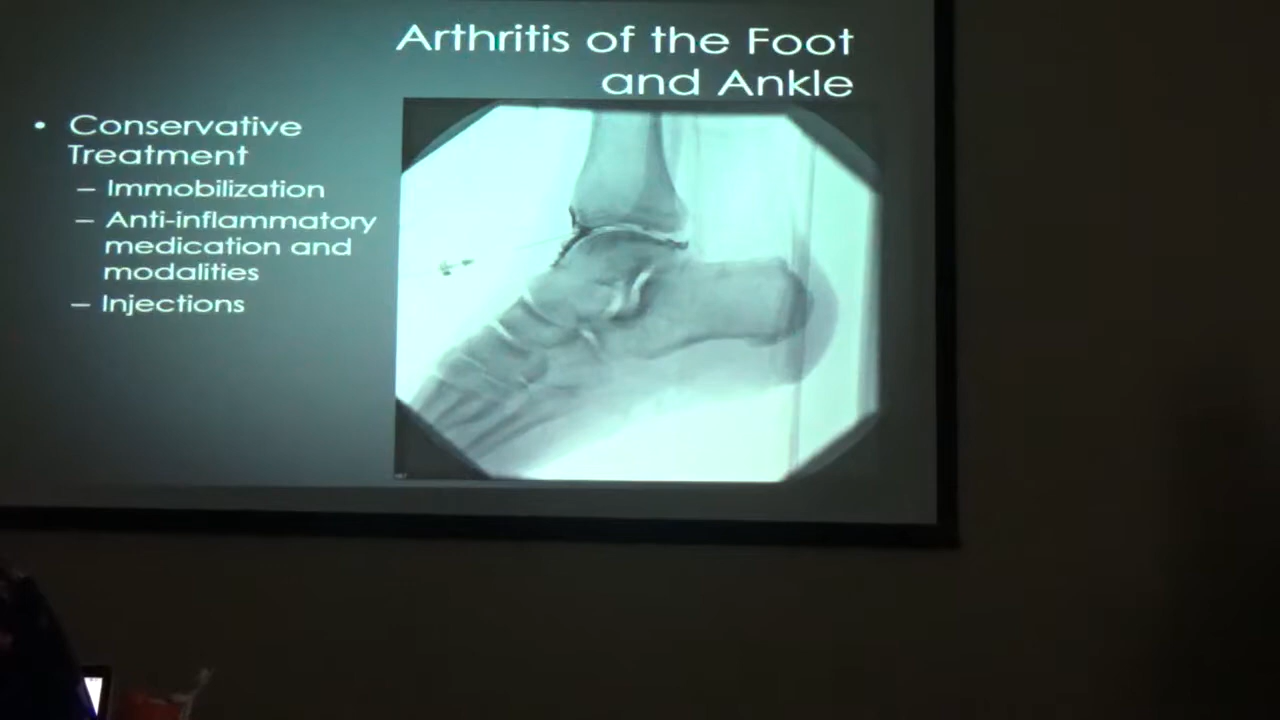 Arthritis of the Foot
and Ankle
• Conservative
Treatment
– Immobilization
– Anti-inflammatory
medication and
modalities
– Injections